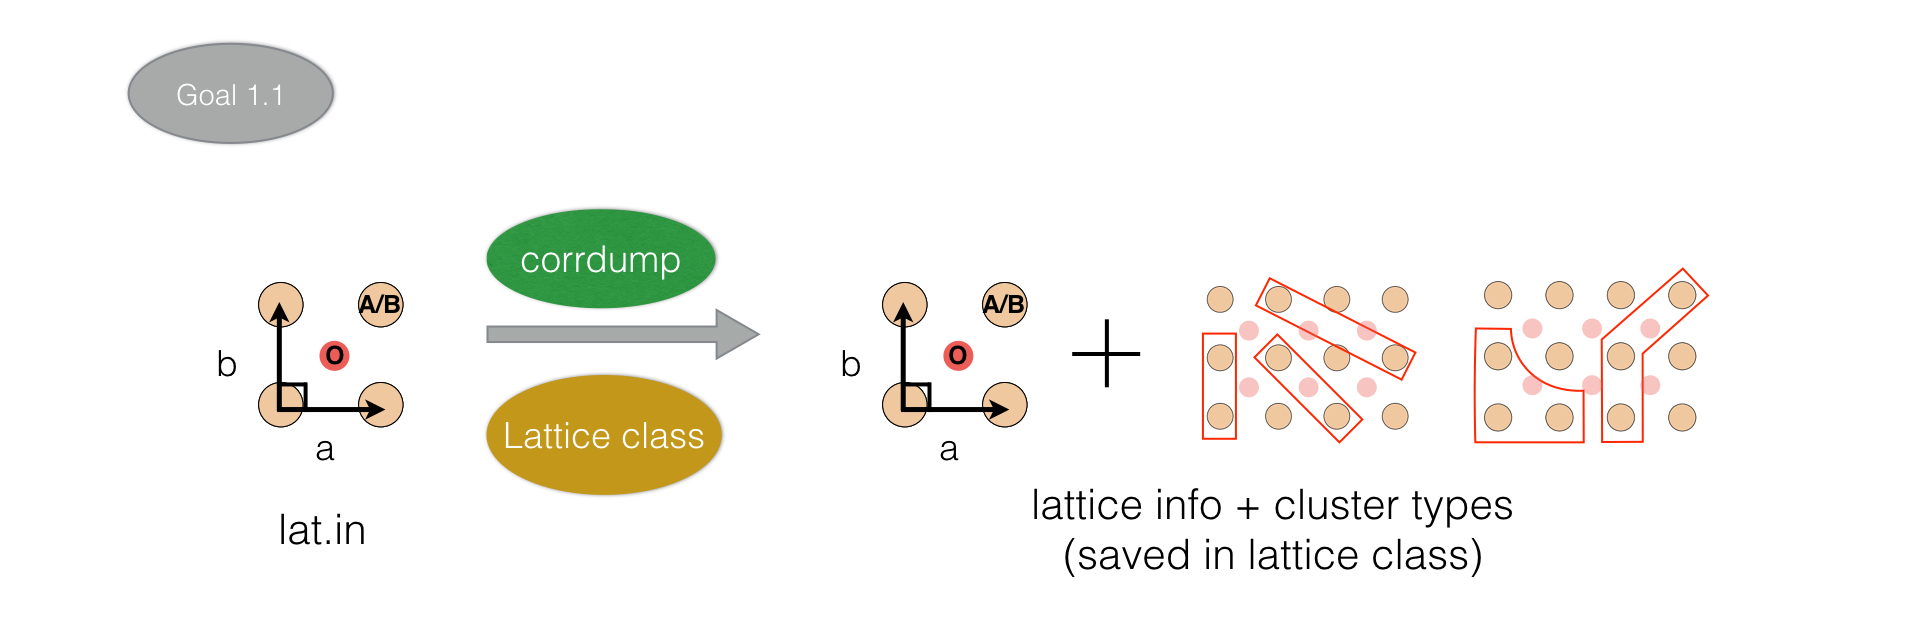 Goal 1.1
corrdump
A/B
O
b
a
Lattice class
lat.in
A/B
O
b
a
lattice info + cluster types
(saved in lattice class)